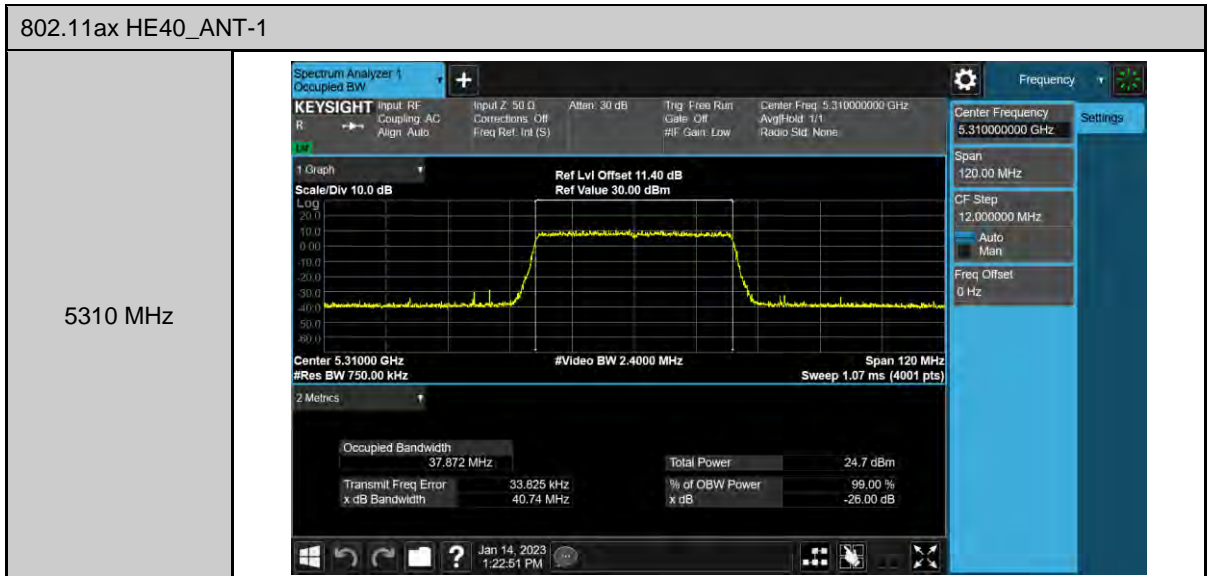 802.11ax HE40_ANT-1
5310 MHz
Spectrum Analyzer 1
Occupied BW
Frequency
KEYSIGHT
R
Input: RF
Coupling: AC
Align: Auto
Input Z: 50 Ω
Corrections: Off
Freq Ref: Int (S)
Atten: 30 dB
Trig: Free Run
Gate: Off
#IF Gain: Low
Center Freq: 5.310000000 GHz
Avg|Hold: 1/1
Radio Std: None
Center Frequency
5.310000000 GHz
Settings
Span
120.00 MHz
CF Step
12.000000 MHz
Auto
Man
Freq Offset
0 Hz
1 Graph
Scale/Div 10.0 dB
Ref Lvl Offset 11.40 dB
Ref Value 30.00 dBm
Log
20.0
10.0
0.00
-10.0
-20.0
-30.0
-40.0
-50.0
-60.0
Center 5.31000 GHz
#Res BW 750.00 kHz
#Video BW 2.4000 MHz
Span 120 MHz
Sweep 1.07 ms (4001 pts)
2 Metrics
Occupied Bandwidth
37.872 MHz
Transmit Freq Error 33.825 kHz
x dB Bandwidth 40.74 MHz
Total Power 24.7 dBm
% of OBW Power 99.00 %
x dB -26.00 dB
?
Jan 14, 2023
1:22:51 PM